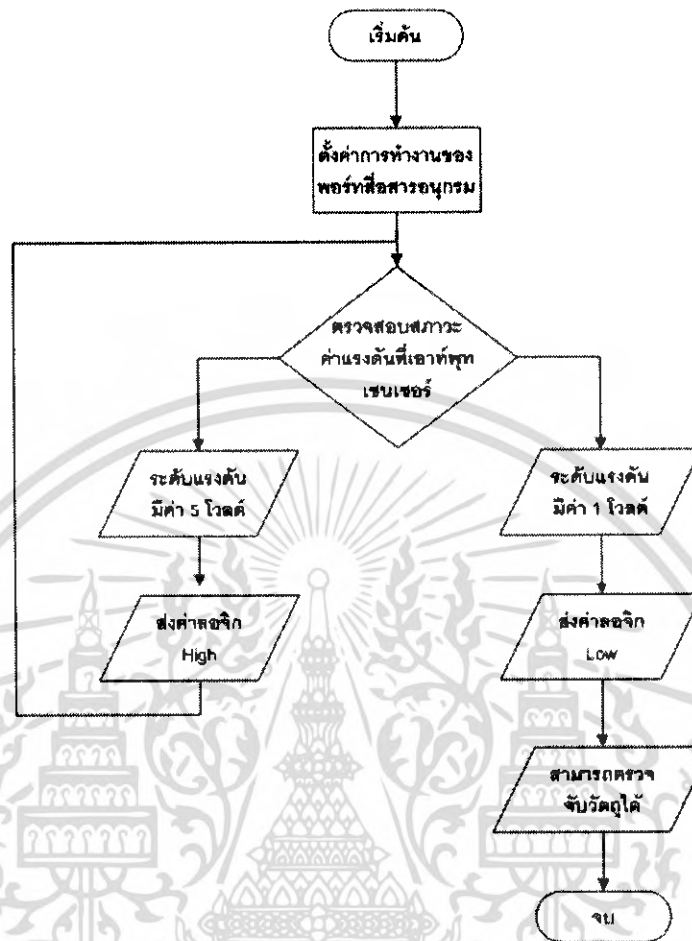 เริ่มต้น
ตั้งค่าการทำงานของ
พอร์ทสื่อสารอนุกรม
ตรวจสอบสภาวะ
ค่าแรงดันที่เอาท์พุท
เซนเซอร์
ระดับแรงดัน
มีค่า 5 โวลต์
ส่งค่าลอจิก
High
ระดับแรงดัน
มีค่า 1 โวลต์
ส่งค่าลอจิก
Low
สามารถตรวจ
จับวัตถุได้
จบ